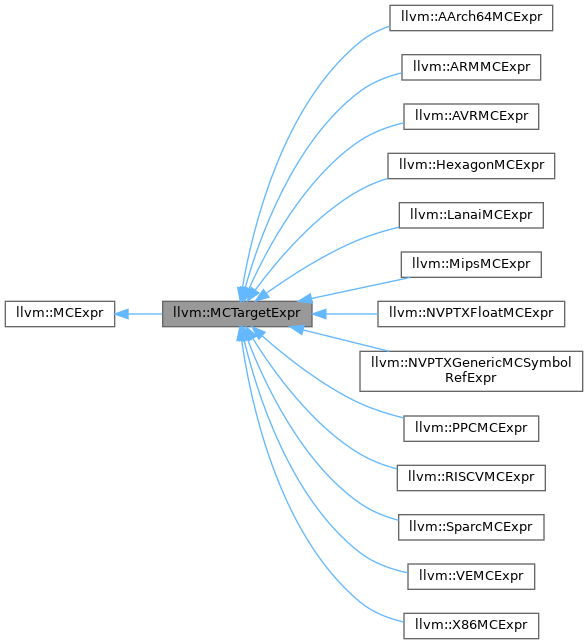 llvm::AArch64MCExpr
llvm::ARMMCExpr
llvm::AVRMCExpr
llvm::HexagonMCExpr
llvm::LanaiMCExpr
llvm::MipsMCExpr
llvm::MCExpr
llvm::MCTargetExpr
llvm::NVPTXFloatMCExpr
llvm::NVPTXGenericMCSymbol
RefExpr
llvm::PPCMCExpr
llvm::RISCVMCExpr
llvm::SparcMCExpr
llvm::VEMCExpr
llvm::X86MCExpr